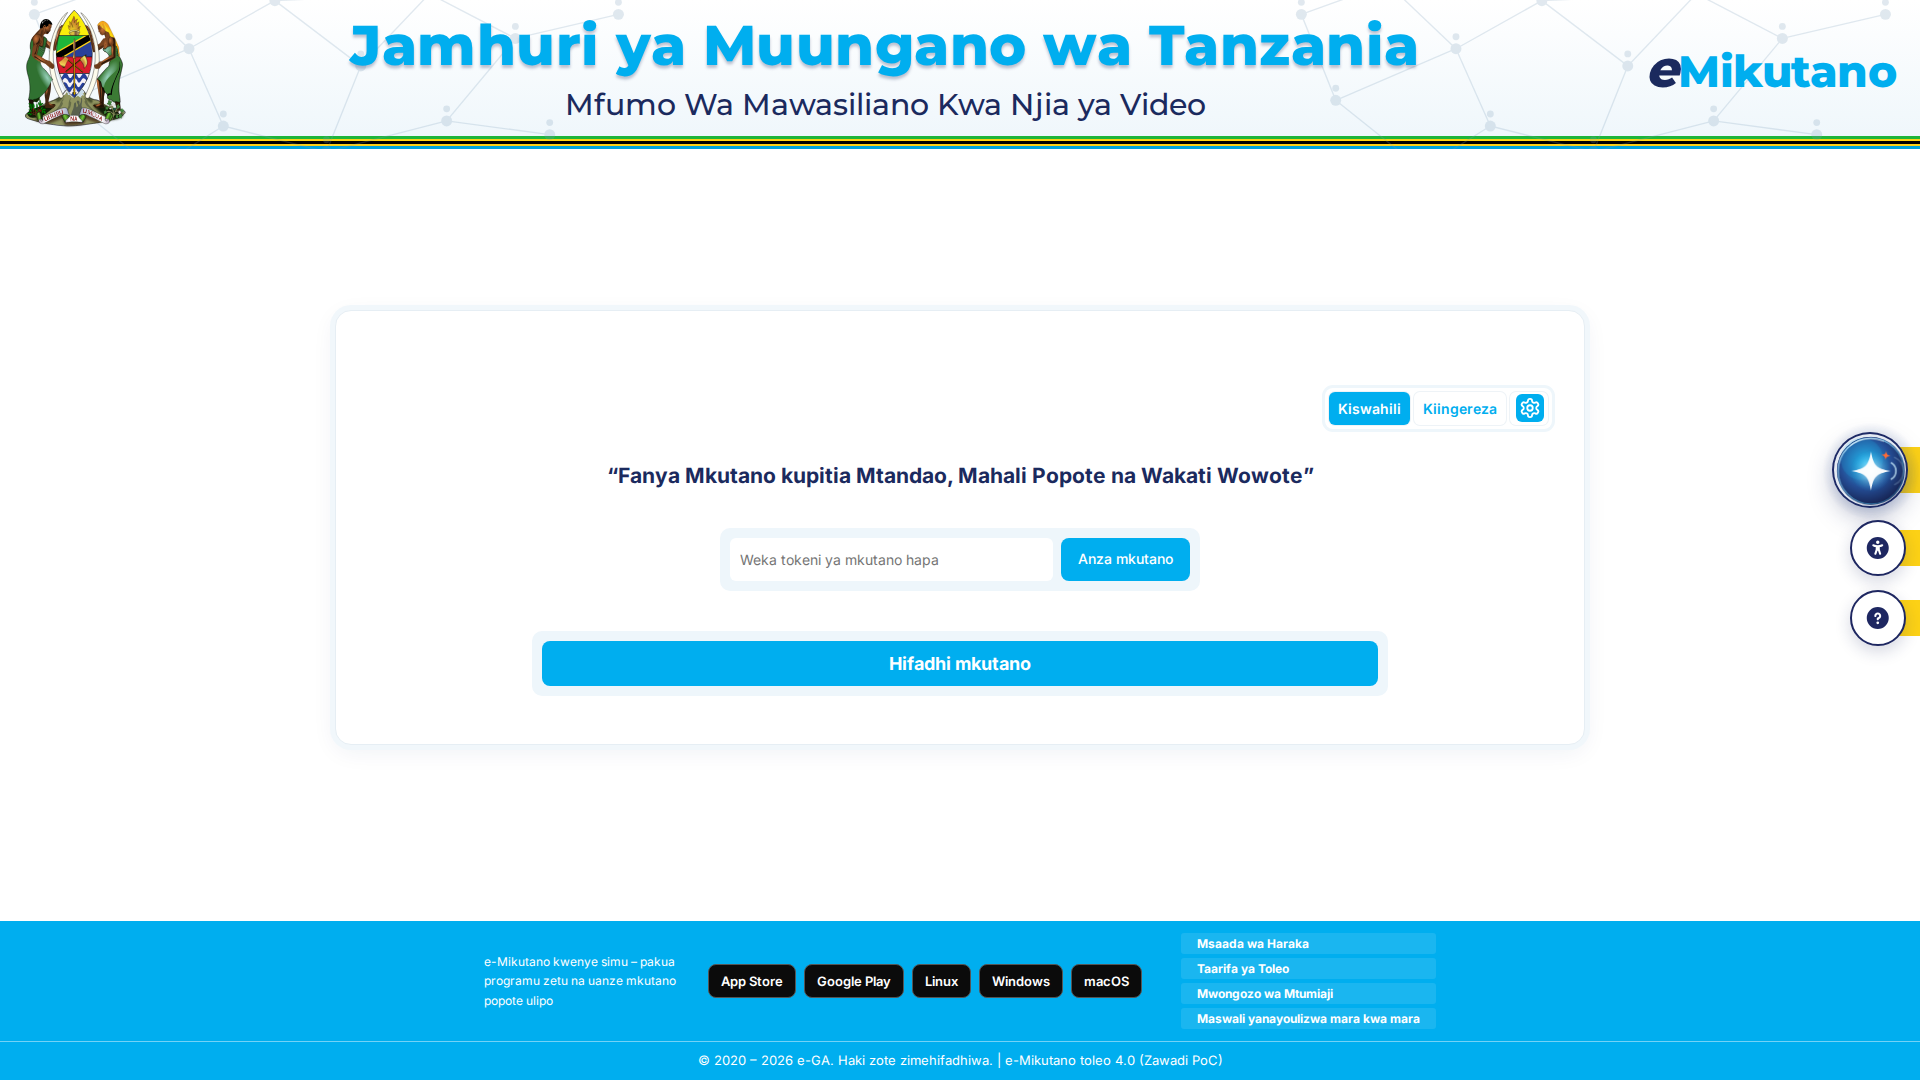 Jamhuri ya Muungano wa Tanzania
Mfumo Wa Mawasiliano Kwa Njia ya Video
eMikutano
Kiswahili
Kiingereza
“Fanya Mkutano kupitia Mtandao, Mahali Popote na Wakati Wowote”
Weka tokeni ya mkutano hapa
Anza mkutano
Hifadhi mkutano
e-Mikutano kwenye simu – pakua
programu zetu na uanze mkutano
popote ulipo
App Store
Google Play
Linux
Windows
macOS
Msaada wa Haraka
Taarifa ya Toleo
Mwongozo wa Mtumiaji
Maswali yanayoulizwa mara kwa mara
© 2020 – 2026 e-GA. Haki zote zimehifadhiwa. | e-Mikutano toleo 4.0 (Zawadi PoC)